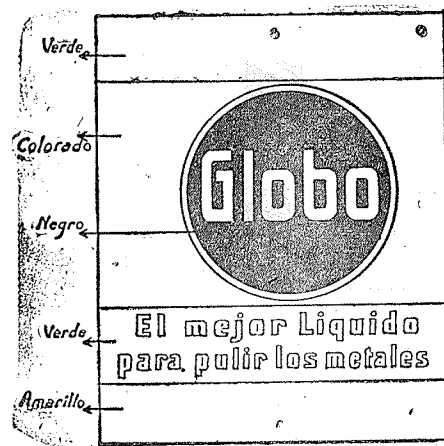 Verde
Colorado
Globo
Negro
Verde
El mejor Liquido
para pulir los metales
Amarillo